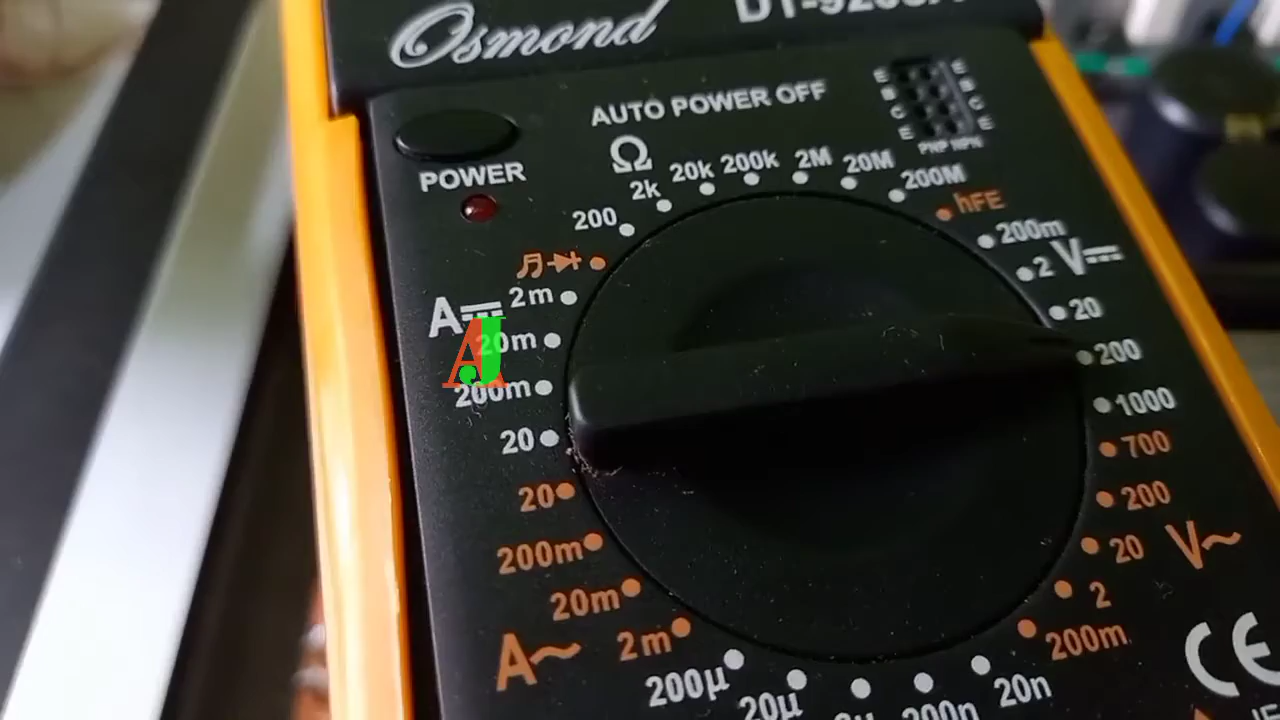 Osmond
AUTO POWER OFF
POWER
Ω
200
2k
20k
200k
2M
20M
200M
hFE
E
B
C
E
E
B
C
E
PNP NPN
200m
2
V
20
200
1000
700
200
20
V~
2
200m
A
2m
20m
200m
20
20
200m
20m
2m
A~
200µ
20µ
200n
20n
CE
AJ